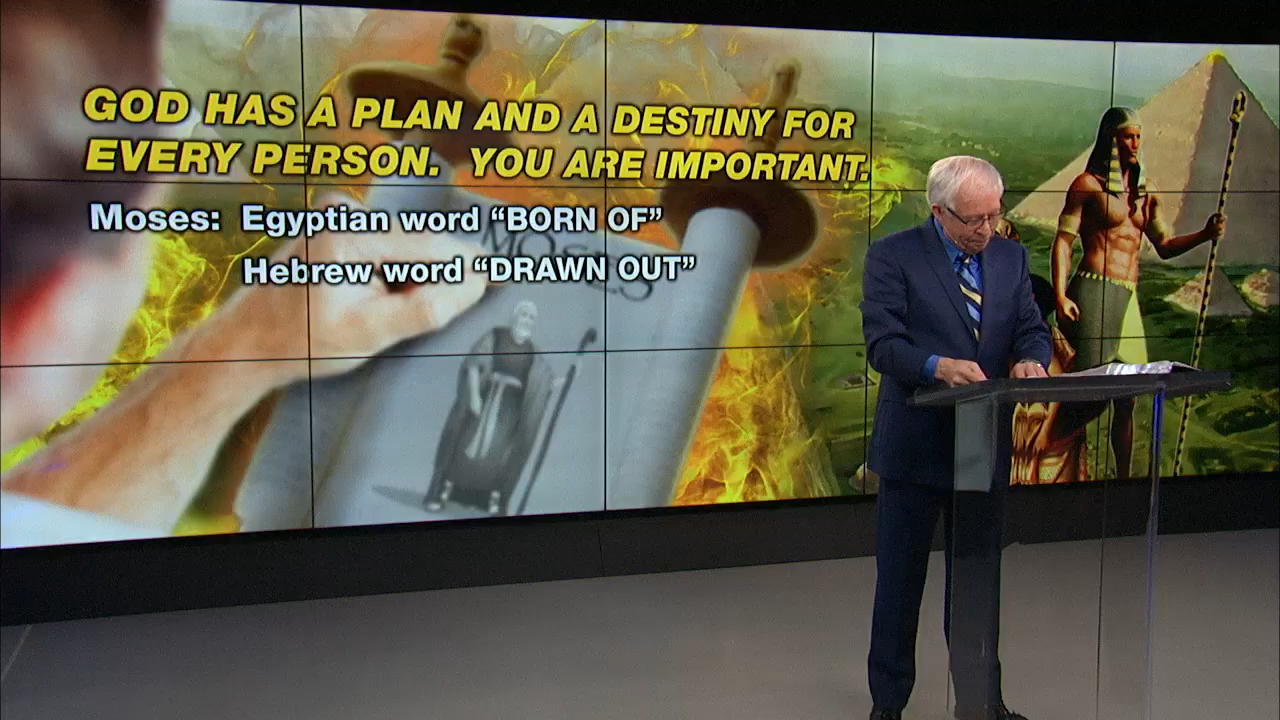 GOD HAS A PLAN AND A DESTINY FOR
EVERY PERSON. YOU ARE IMPORTANT.
Moses: Egyptian word “BORN OF”
Hebrew word “DRAWN OUT”
MOSES